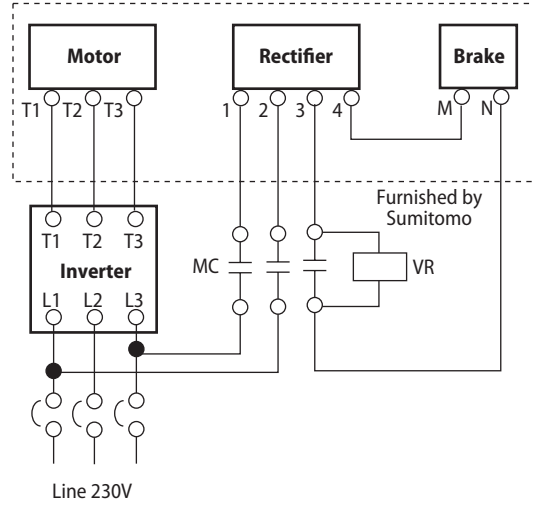 Motor Rectifier Brake
T1 T2 T3 1 2 3 4 M N
Furnished by
Sumitomo
T1 T2 T3
Inverter
MC VR
L1 L2 L3
Line 230V